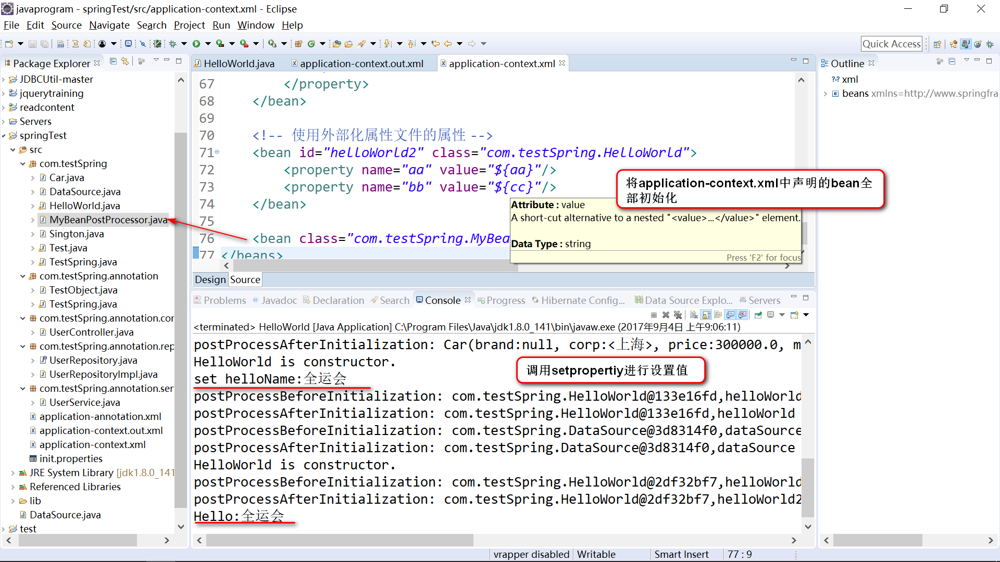 javaprogram - springTest/src/application-context.xml - Eclipse
File Edit Source Navigate Search Project Run Window Help
Quick Access
Package Explorer
JDBCUtil-master
jquerytraining
readcontent
Servers
springTest
src
com.testSpring
Car.java
DataSource.java
HelloWorld.java
MyBeanPostProcessor.java
Sington.java
Test.java
TestSpring.java
com.testSpring.annotation
TestObject.java
TestSpring.java
com.testSpring.annotation.cor
UserController.java
com.testSpring.annotation.rep
UserRepository.java
UserRepositoryImpl.java
com.testSpring.annotation.ser
UserService.java
application-annotation.xml
application-context.out.xml
application-context.xml
init.properties
JRE System Library [jdk1.8.0_141
Referenced Libraries
lib
DataSource.java
test
HelloWorld.java application-context.out.xml application-context.xml
67 </property>
68 </bean>
69
70 <!-- 使用外部化属性文件的属性 -->
71 <bean id="helloWorld2" class="com.testSpring.HelloWorld">
72 <property name="aa" value="${aa}"/>
73 <property name="bb" value="${cc}"/>
74 </bean>
75
76 <bean class="com.testSpring.MyBea
77 </beans>
将application-context.xml中声明的bean全
部初始化
Attribute : value
A short-cut alternative to a nested "<value>...</value>" element.
Data Type : string
Press 'F2' for focus
Design Source
Problems Javadoc Declaration Search Console Progress Hibernate Config... Data Source Explo... Servers
<terminated> HelloWorld [Java Application] C:\Program Files\Java\jdk1.8.0_141\bin\javaw.exe (2017年9月4日 上午9:06:11)
postProcessAfterInitialization: Car(brand:null, corp:<上海>, price:300000.0, m
HelloWorld is constructor.
set helloName:全运会
调用setpropertiy进行设置值
postProcessBeforeInitialization: com.testSpring.HelloWorld@133e16fd,helloWorld
postProcessAfterInitialization: com.testSpring.HelloWorld@133e16fd,helloWorld
postProcessBeforeInitialization: com.testSpring.DataSource@3d8314f0,dataSource
postProcessAfterInitialization: com.testSpring.DataSource@3d8314f0,dataSource
HelloWorld is constructor.
postProcessBeforeInitialization: com.testSpring.HelloWorld@2df32bf7,helloWorld
postProcessAfterInitialization: com.testSpring.HelloWorld@2df32bf7,helloWorld2
Hello:全运会
Outline
xml
beans xmlns=http://www.springfra
vrapper disabled Writable Smart Insert 77 : 9